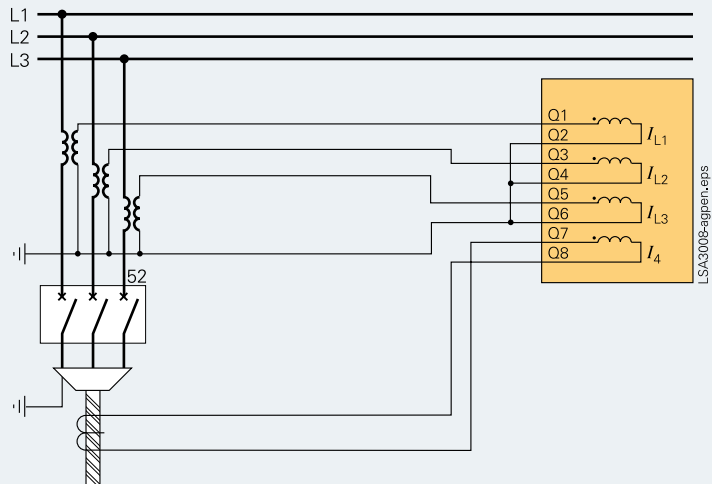 L1
L2
L3
Q1
Q2
Q3
Q4
Q5
Q6
Q7
Q8
IL1
IL2
IL3
I4
52
LSA3008-agpen.eps